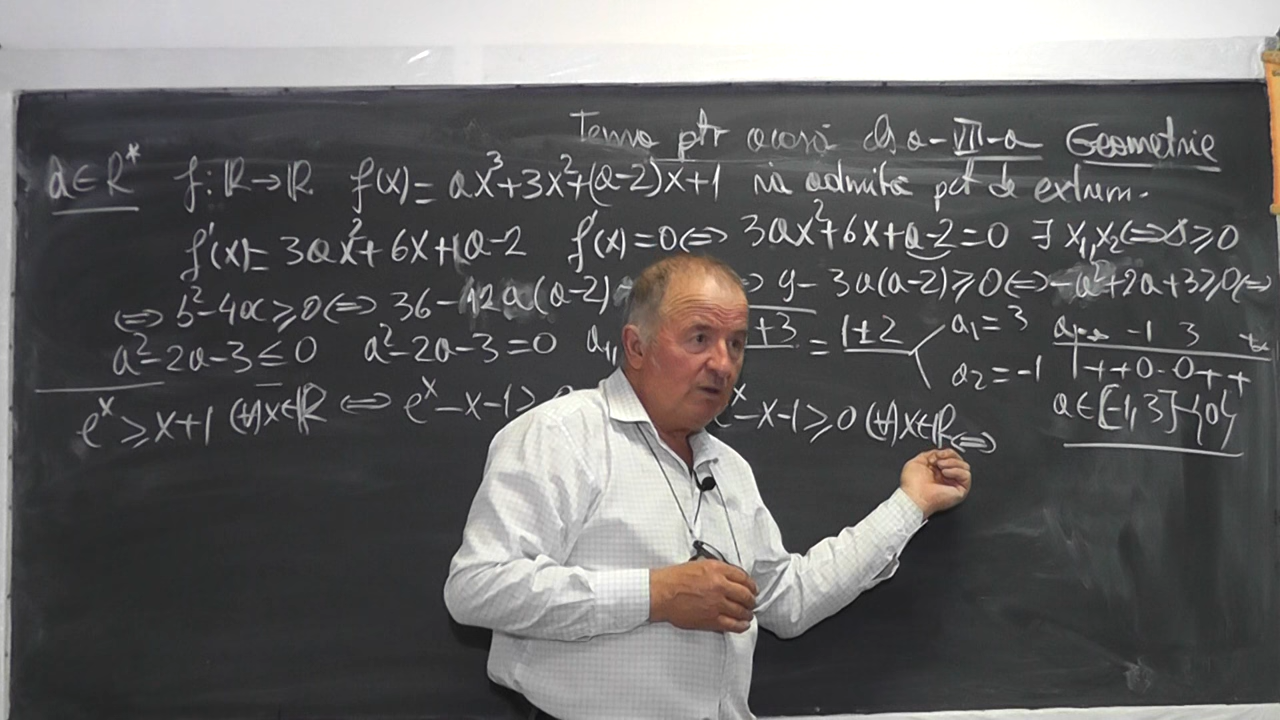 Tema ptr acasă cls a-VII-a Geometrie
a∈R* f:R→R f(x)=ax³+3x²+(a-2)x+1 să admită pct de extrem.
f'(x)=3ax²+6x+a-2 f'(x)=0⇔3ax²+6x+a-2=0 ∃ x₁,x₂⇔Δ≥0
⇔b²-4ac≥0⇔36-12a(a-2) ⇔ 9-3a(a-2)≥0⇔-a²+2a+3≥0⇔
a²-2a-3≤0 a²-2a-3=0 +3 = 1±2 a₁=3 a₂=-1
a -1 3
++0-0++
a∈[-1,3]-{0}
eˣ≥x+1 (∀)x∈R ⇔ eˣ-x-1≥ ˣ-x-1≥0 (∀)x∈R⇔